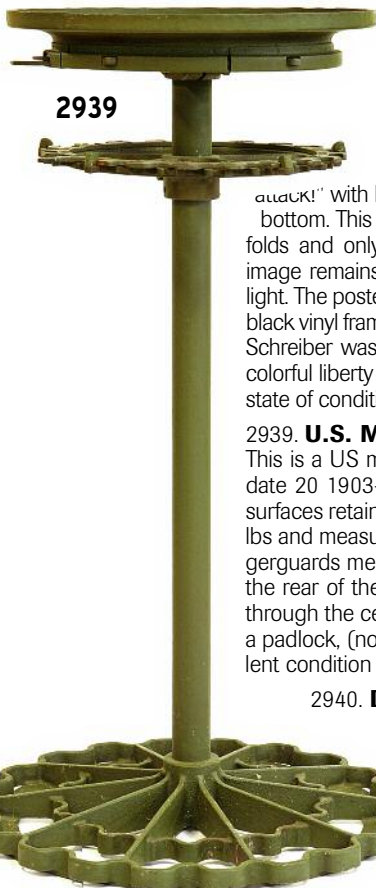 2939
attack!" with
bottom. This
folds and only
image remains
light. The poste
black vinyl fram
Schreiber was
colorful liberty
state of condit
2939. U.S. M
This is a US m
date 20 1903-
surfaces retain
lbs and measu
gerguards me
the rear of the
through the ce
a padlock, (no
lent condition
2940.